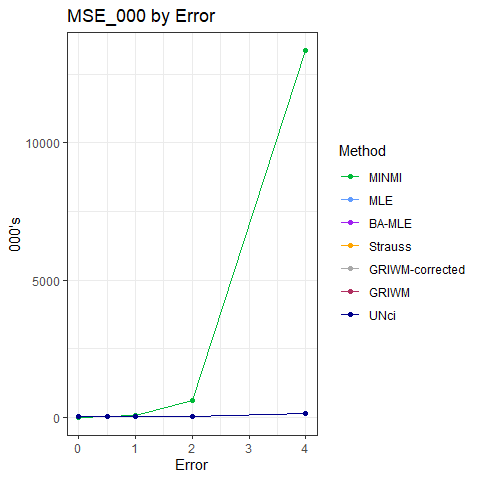 MSE_000 by Error
000's
10000
5000
0
0
1
2
3
4
Error
Method
MINMI
MLE
BA-MLE
Strauss
GRIWM-corrected
GRIWM
UNci